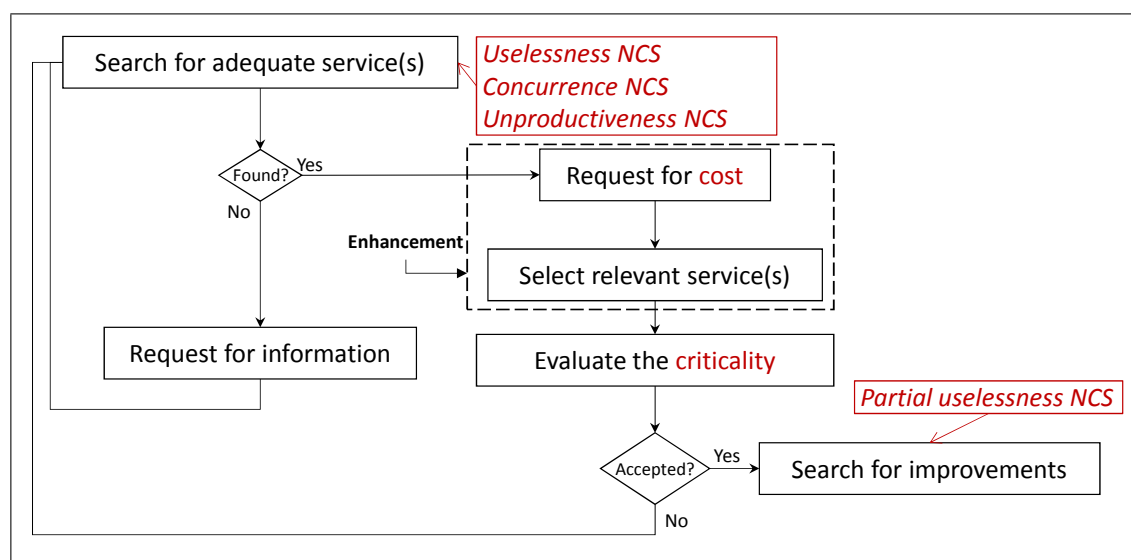 Search for adequate service(s)
Uselessness NCS
Concurrence NCS
Unproductiveness NCS
Found?
Yes
No
Request for cost
Enhancement
Select relevant service(s)
Request for information
Evaluate the criticality
Partial uselessness NCS
Accepted?
Yes
No
Search for improvements